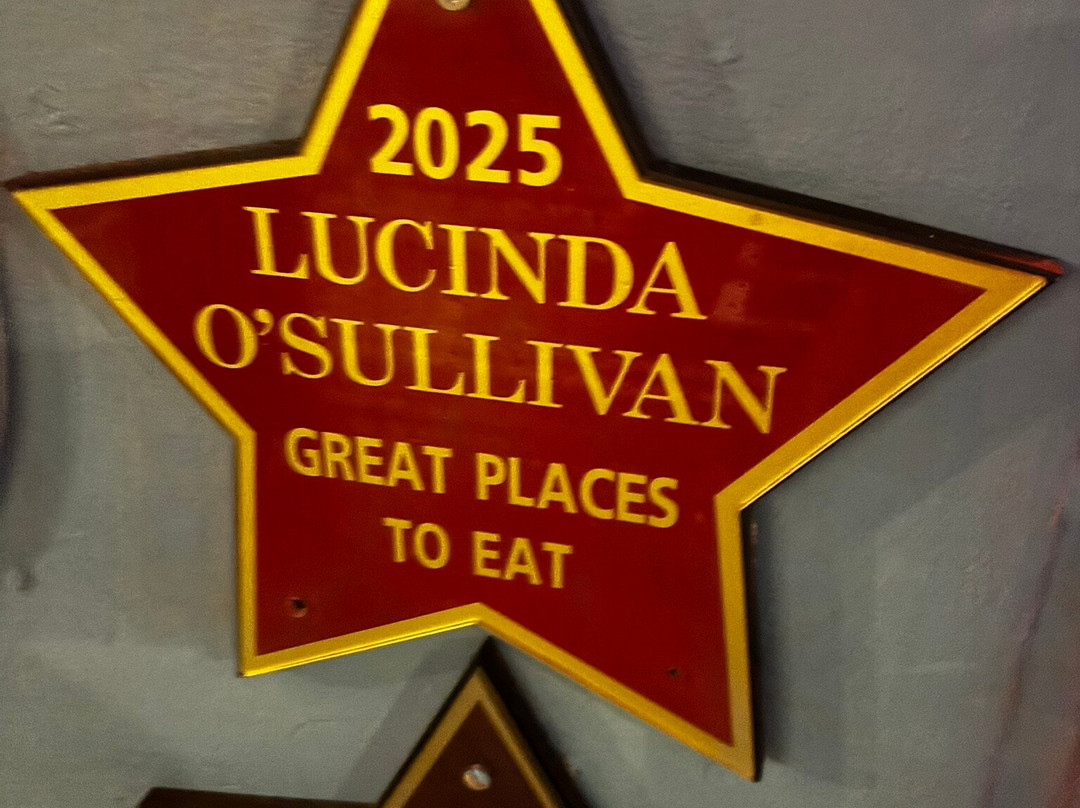 2025
LUCINDA
O'SULLIVAN
GREAT PLACES
TO EAT